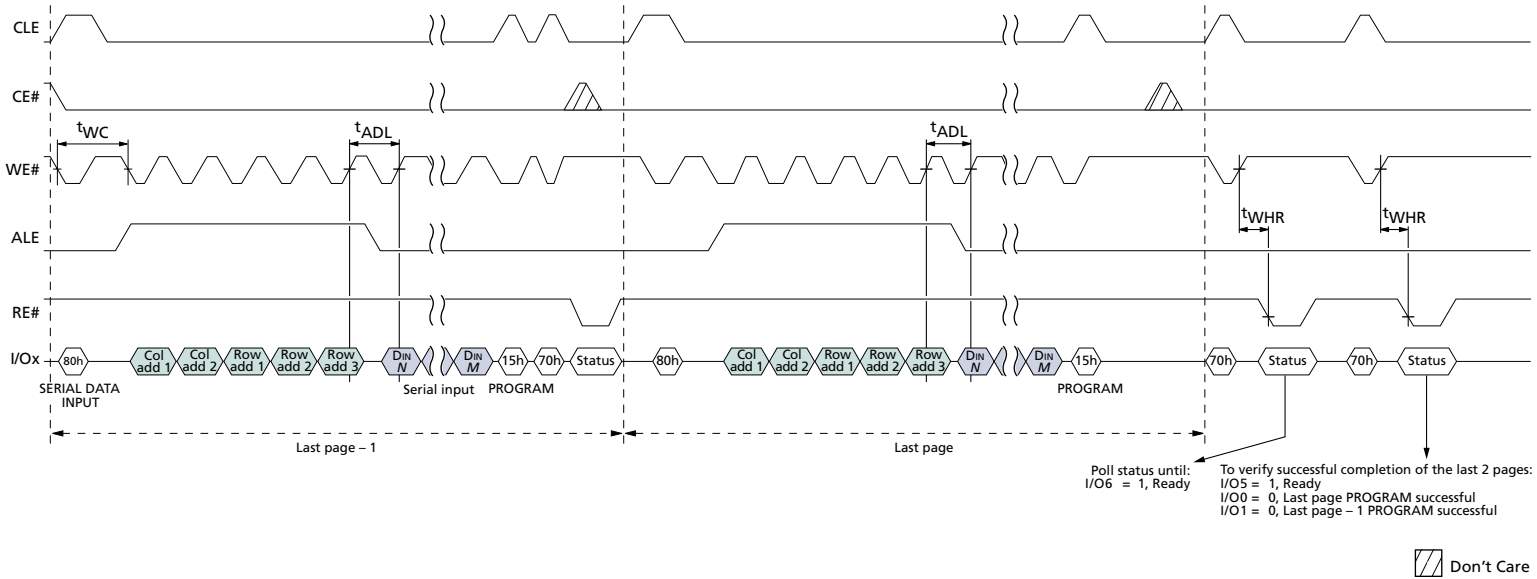 CLE
CE#
tWC
tADL
tADL
WE#
ALE
tWHR
tWHR
RE#
I/Ox
80h
Col add 1
Col add 2
Row add 1
Row add 2
Row add 3
DIN N
DIN M
15h
70h
Status
80h
Col add 1
Col add 2
Row add 1
Row add 2
Row add 3
DIN N
DIN M
15h
70h
Status
70h
Status
SERIAL DATA
INPUT
Serial input
PROGRAM
PROGRAM
Last page – 1
Last page
Poll status until:
I/O6 = 1, Ready
To verify successful completion of the last 2 pages:
I/O5 = 1, Ready
I/O0 = 0, Last page PROGRAM successful
I/O1 = 0, Last page – 1 PROGRAM successful
Don't Care